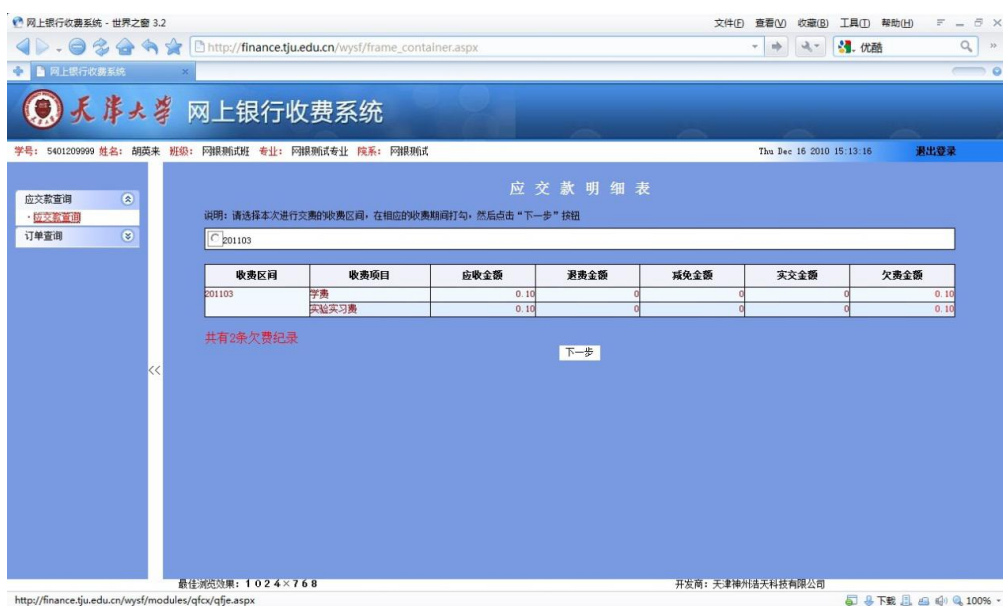 网上银行收费系统 - 世界之窗 3.2
文件(F) 查看(V) 收藏(B) 工具(T) 帮助(H)
http://finance.tju.edu.cn/wysf/frame_container.aspx
优酷
网上银行收费系统
天津大学 网上银行收费系统
学号: 5401209999 姓名: 胡英来 班级: 网银测试班 专业: 网银测试专业 院系: 网银测试
Thu Dec 16 2010 15:13:16 退出登录
应交款查询
·应交款查询
订单查询
<<
应交款明细表
说明: 请选择本次进行交费的收费区间, 在相应的收费期间打勾, 然后点击“下一步”按钮
201103
收费区间 收费项目 应收金额 退费金额 减免金额 实交金额 欠费金额
201103 学费 0.10 0 0 0 0.10
实验实习费 0.10 0 0 0 0.10
共有2条欠费纪录
下一步
最佳浏览效果: 1024×768
开发商: 天津神州浩天科技有限公司
http://finance.tju.edu.cn/wysf/modules/qfcx/qfje.aspx
下载 100%